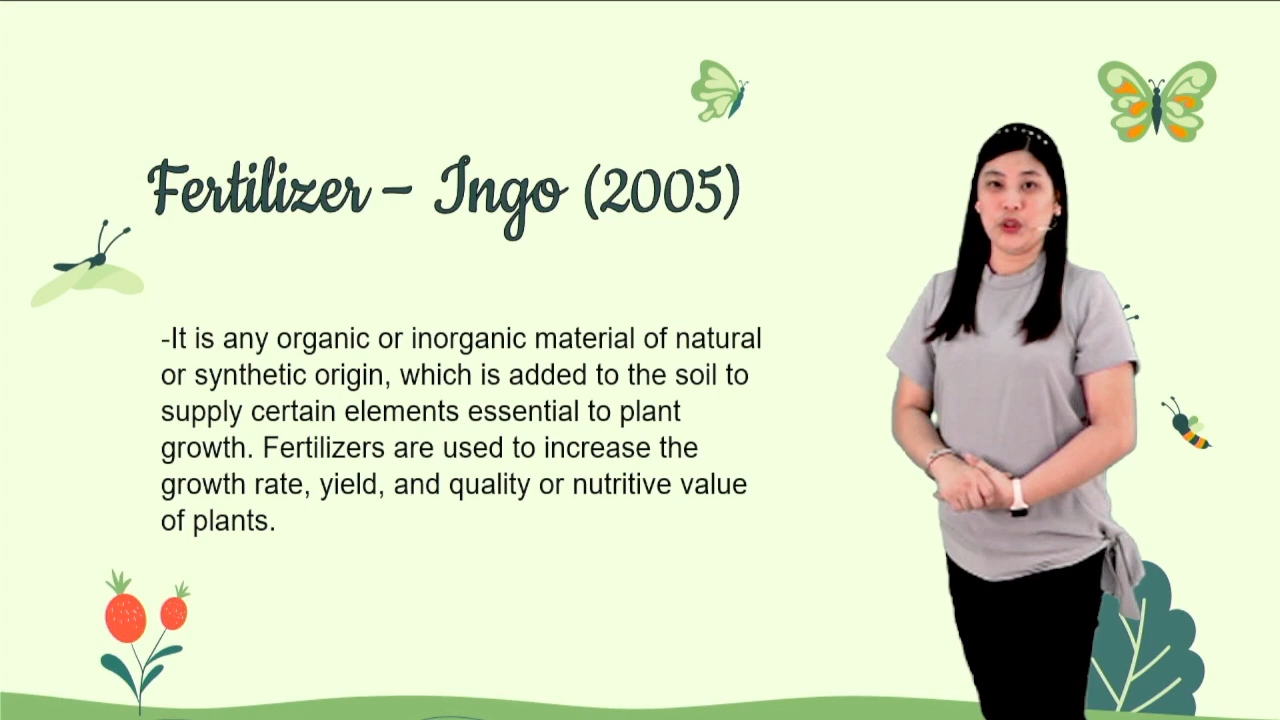 Fertilizer – Ingo (2005)
-It is any organic or inorganic material of natural
or synthetic origin, which is added to the soil to
supply certain elements essential to plant
growth. Fertilizers are used to increase the
growth rate, yield, and quality or nutritive value
of plants.